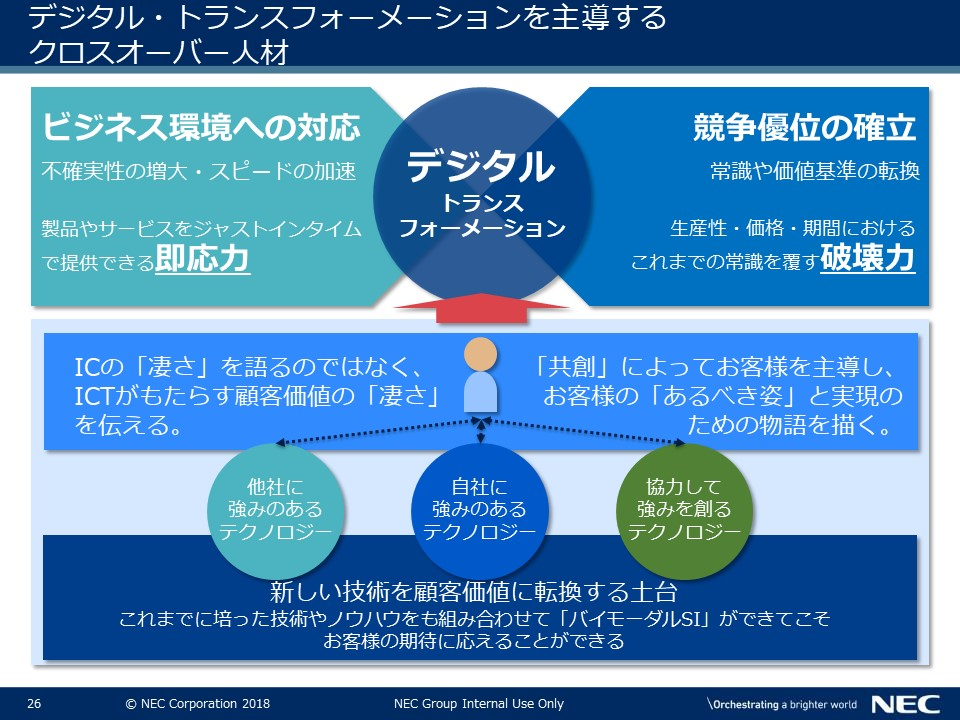 デジタル・トランスフォーメーションを主導する
クロスオーバー人材
ビジネス環境への対応
不確実性の増大・スピードの加速
製品やサービスをジャストインタイム
で提供できる即応力
デジタル
トランス
フォーメーション
競争優位の確立
常識や価値基準の転換
生産性・価格・期間における
これまでの常識を覆す破壊力
ICの「凄さ」を語るのではなく、
ICTがもたらす顧客価値の「凄さ」
を伝える。
「共創」によってお客様を主導し、
お客様の「あるべき姿」と実現の
ための物語を描く。
他社に
強みのある
テクノロジー
自社に
強みのある
テクノロジー
協力して
強みを創る
テクノロジー
新しい技術を顧客価値に転換する土台
これまでに培った技術やノウハウをも組み合わせて「バイモーダルSI」ができてこそ
お客様の期待に応えることができる
26
© NEC Corporation 2018
NEC Group Internal Use Only
\Orchestrating a brighter world
NEC